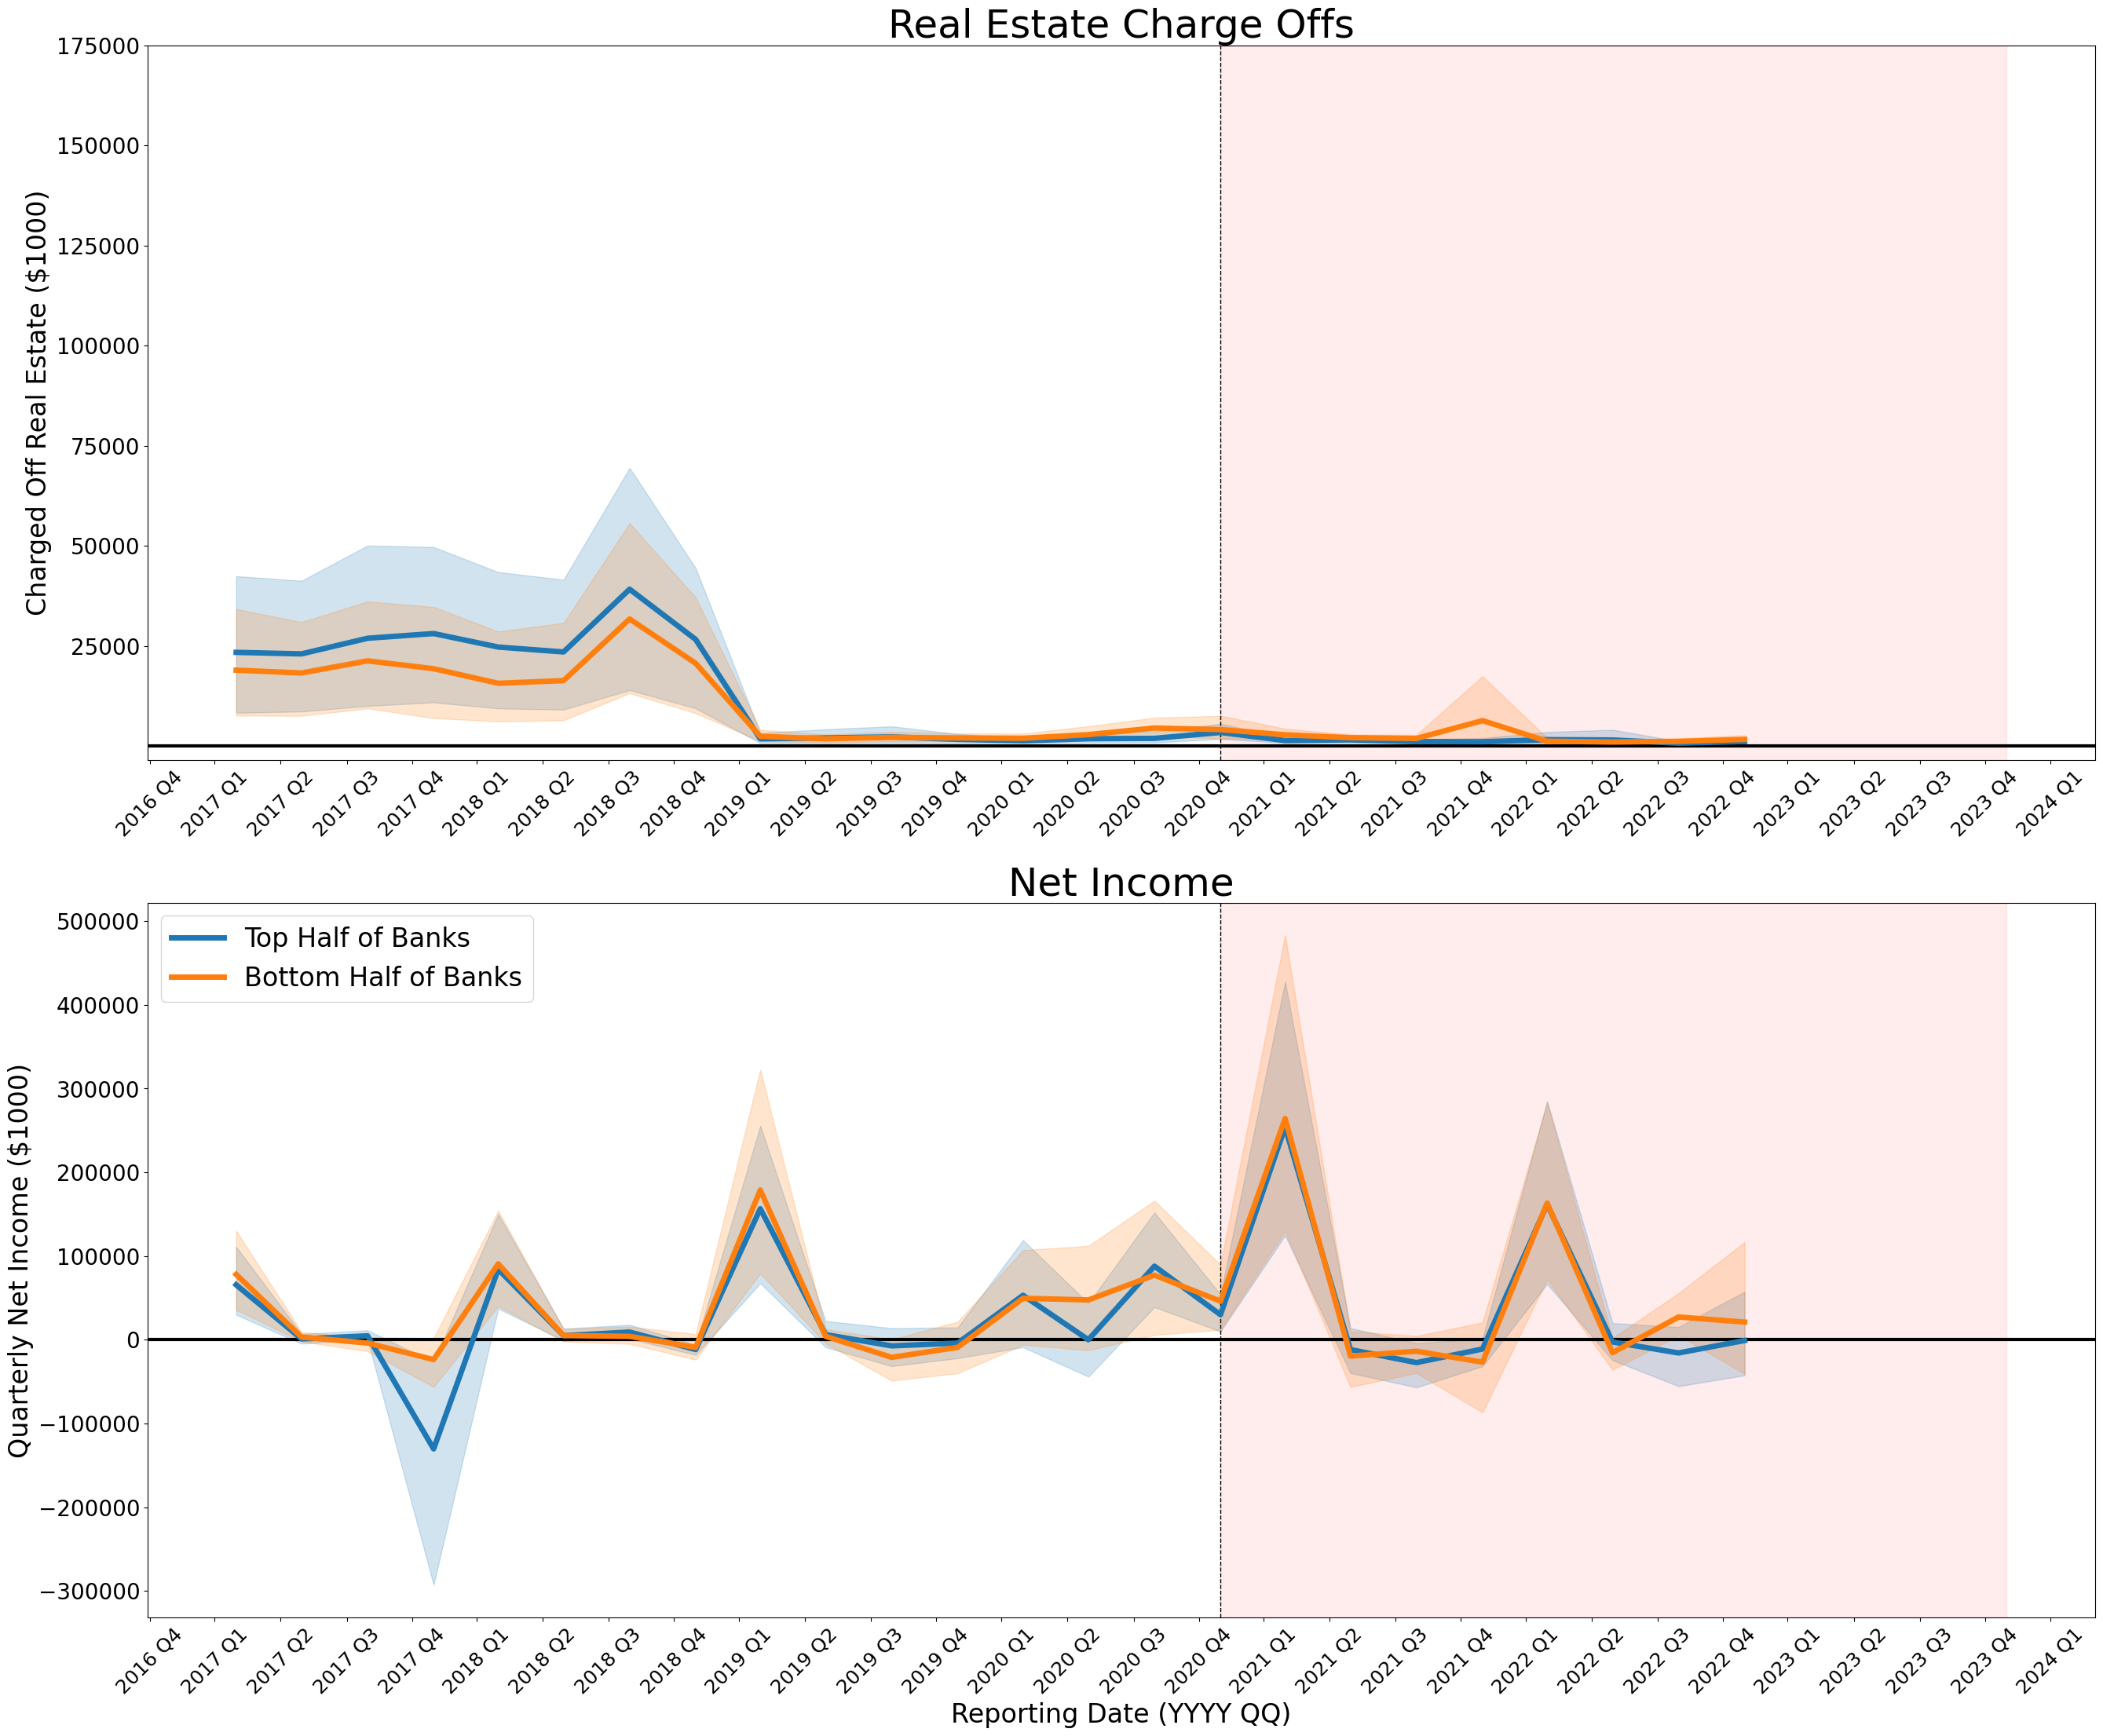 Real Estate Charge Offs
Charged Off Real Estate ($1000)
175000
150000
125000
100000
75000
50000
25000
2016 Q4
2017 Q1
2017 Q2
2017 Q3
2017 Q4
2018 Q1
2018 Q2
2018 Q3
2018 Q4
2019 Q1
2019 Q2
2019 Q3
2019 Q4
2020 Q1
2020 Q2
2020 Q3
2020 Q4
2021 Q1
2021 Q2
2021 Q3
2021 Q4
2022 Q1
2022 Q2
2022 Q3
2022 Q4
2023 Q1
2023 Q2
2023 Q3
2023 Q4
2024 Q1
Net Income
Quarterly Net Income ($1000)
500000
400000
300000
200000
100000
0
−100000
−200000
−300000
Top Half of Banks
Bottom Half of Banks
2016 Q4
2017 Q1
2017 Q2
2017 Q3
2017 Q4
2018 Q1
2018 Q2
2018 Q3
2018 Q4
2019 Q1
2019 Q2
2019 Q3
2019 Q4
2020 Q1
2020 Q2
2020 Q3
2020 Q4
2021 Q1
2021 Q2
2021 Q3
2021 Q4
2022 Q1
2022 Q2
2022 Q3
2022 Q4
2023 Q1
2023 Q2
2023 Q3
2023 Q4
2024 Q1
Reporting Date (YYYY QQ)